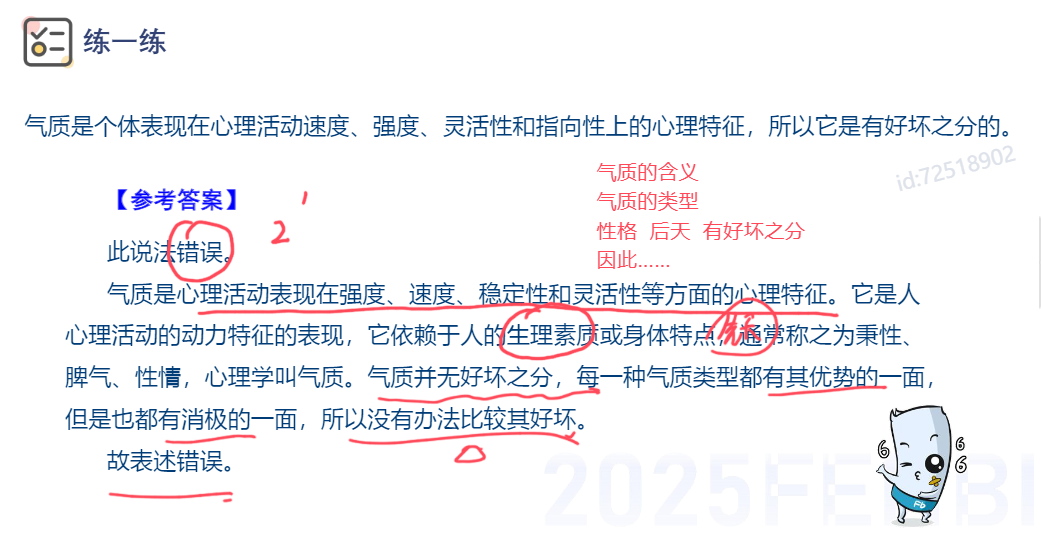 练一练
气质是个体表现在心理活动速度、强度、灵活性和指向性上的心理特征，所以它是有好坏之分的。
id:72518902
气质的含义
气质的类型
性格 后天 有好坏之分
因此……
【参考答案】
2'
此说法错误。
气质是心理活动表现在强度、速度、稳定性和灵活性等方面的心理特征。它是人
心理活动的动力特征的表现，它依赖于人的生理素质或身体特点，通常称之为秉性、
脾气、性情，心理学叫气质。气质并无好坏之分，每一种气质类型都有其优势的一面，
但是也都有消极的一面，所以没有办法比较其好坏。
故表述错误。
6 6 6
Fb
2025FENBI